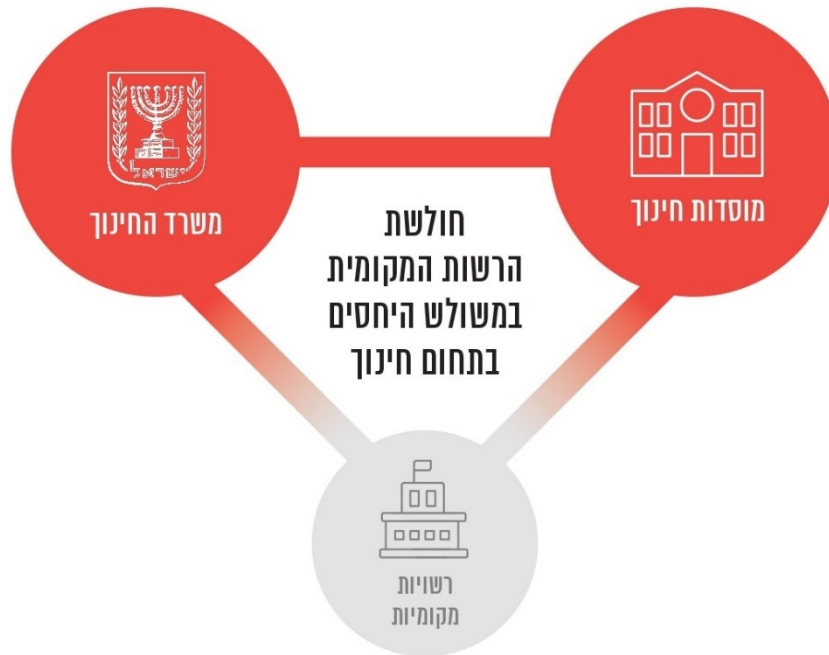 ישראל
משרד החינוך
מוסדות חינוך
חולשת
הרשות המקומית
במשולש היחסים
בתחום חינוך
רשויות
מקומיות